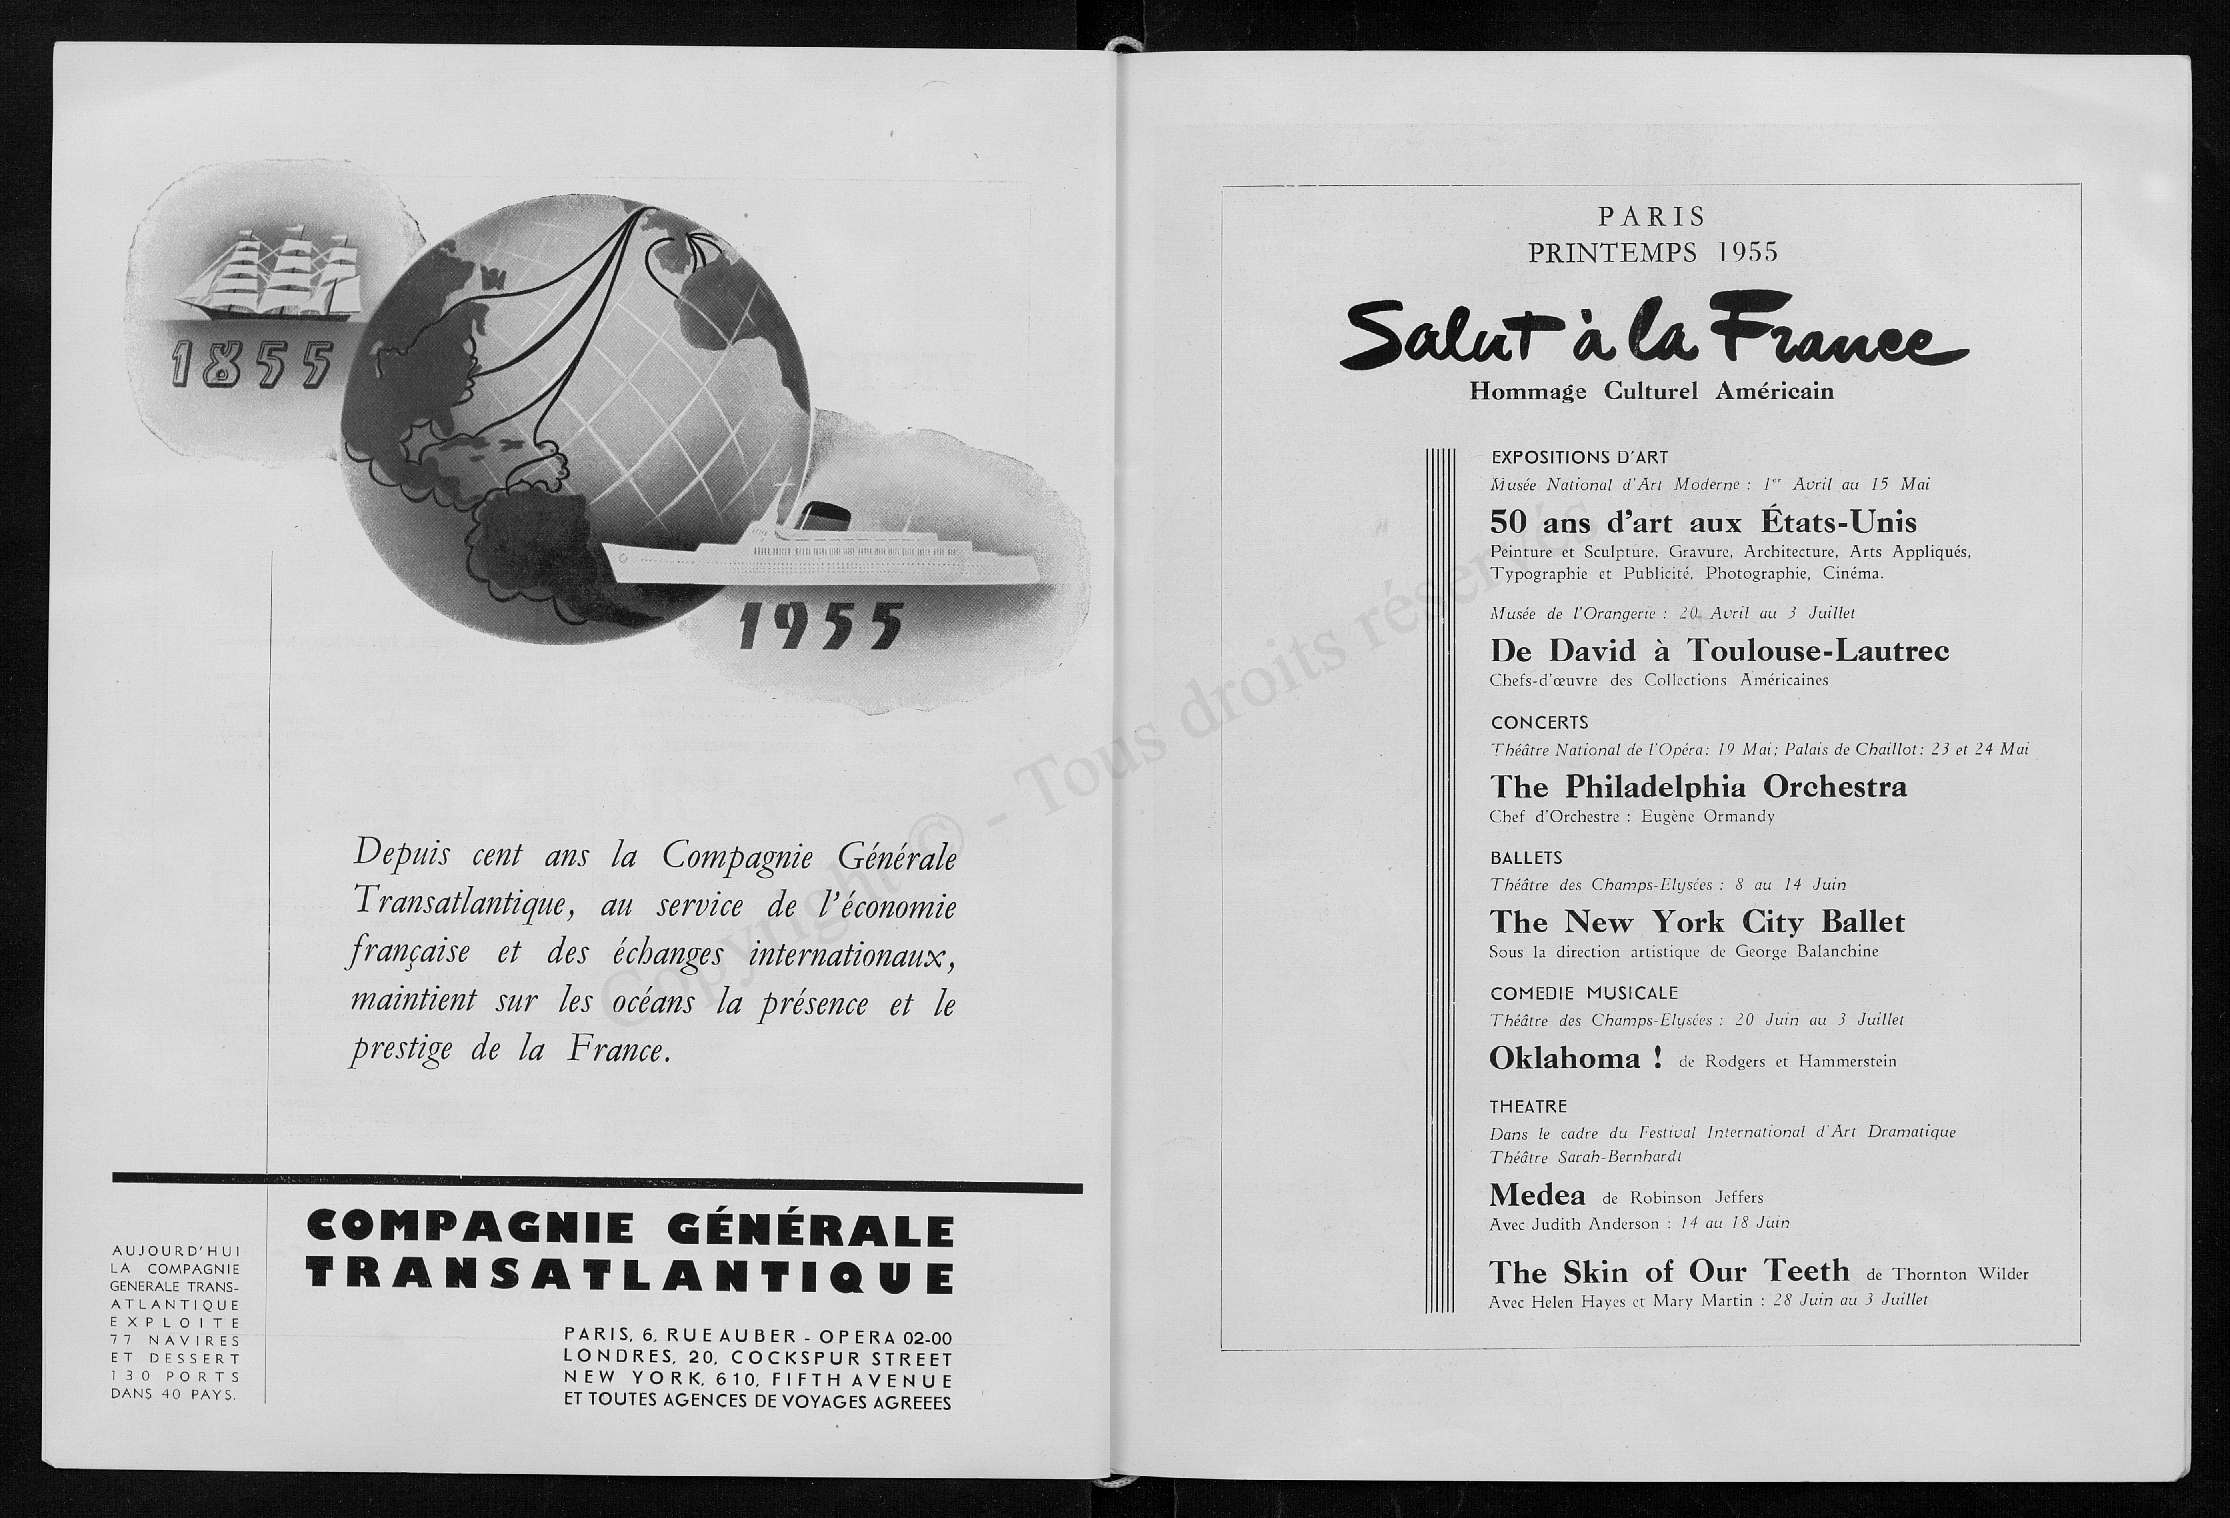 1855
1955
Depuis cent ans la Compagnie Générale
Transatlantique, au service de l'économie
française et des échanges internationaux,
maintient sur les océans la présence et le
prestige de la France.
COMPAGNIE GÉNÉRALE
TRANSATLANTIQUE
AUJOURD'HUI
LA COMPAGNIE
GENERALE TRANS-
ATLANTIQUE
EXPLOITE
77 NAVIRES
ET DESSERT
130 PORTS
DANS 40 PAYS.
PARIS, 6, RUE AUBER - OPERA 02-00
LONDRES, 20, COCKSPUR STREET
NEW YORK, 610, FIFTH AVENUE
ET TOUTES AGENCES DE VOYAGES AGREEES
PARIS
PRINTEMPS 1955
Salut à la France
Hommage Culturel Américain
EXPOSITIONS D'ART
Musée National d'Art Moderne : 1er Avril au 15 Mai
50 ans d'art aux États-Unis
Peinture et Sculpture, Gravure, Architecture, Arts Appliqués,
Typographie et Publicité, Photographie, Cinéma.
Musée de l'Orangerie : 20 Avril au 3 Juillet
De David à Toulouse-Lautrec
Chefs-d'œuvre des Collections Américaines
CONCERTS
Théâtre National de l'Opéra: 19 Mai; Palais de Chaillot: 23 et 24 Mai
The Philadelphia Orchestra
Chef d'Orchestre : Eugène Ormandy
BALLETS
Théâtre des Champs-Elysées : 8 au 14 Juin
The New York City Ballet
Sous la direction artistique de George Balanchine
COMEDIE MUSICALE
Théâtre des Champs-Elysées : 20 Juin au 3 Juillet
Oklahoma ! de Rodgers et Hammerstein
THEATRE
Dans le cadre du Festival International d'Art Dramatique
Théâtre Sarah-Bernhardt
Medea de Robinson Jeffers
Avec Judith Anderson : 14 au 18 Juin
The Skin of Our Teeth de Thornton Wilder
Avec Helen Hayes et Mary Martin : 28 Juin au 3 Juillet
Copyright © - Tous droits réservés